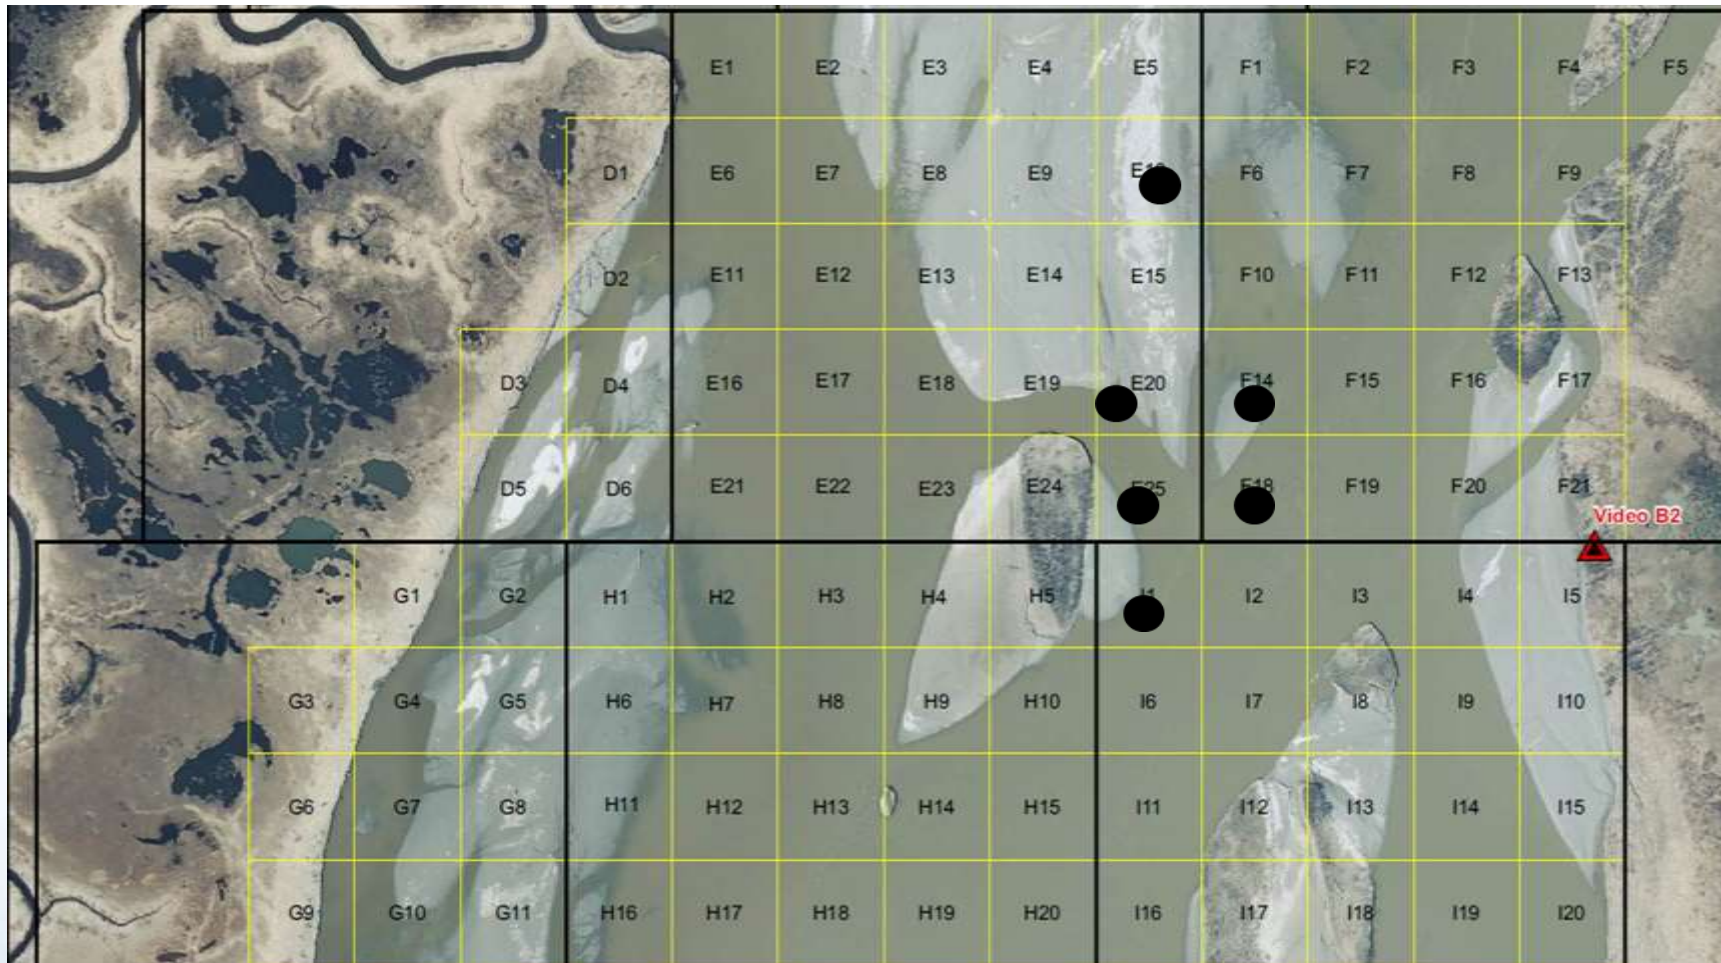 E1 E2 E3 E4 E5 F1 F2 F3 F4 F5
D1 E6 E7 E8 E9 F6 F7 F8 F9
D2 E11 E12 E13 E14 E15 F10 F11 F12 F13
D3 D4 E16 E17 E18 E19 E20 F14 F15 F16 F17
D5 D6 E21 E22 E23 E24 E25 F18 F19 F20 F21
Video B2
G1 G2 H1 H2 H3 H4 H5 I1 I2 I3 I4 I5
G3 G4 G5 H6 H7 H8 H9 H10 I6 I7 I8 I9 I10
G6 G7 G8 H11 H12 H13 H14 H15 I11 I12 I13 I14 I15
G9 G10 G11 H16 H17 H18 H19 H20 I16 I17 I18 I19 I20